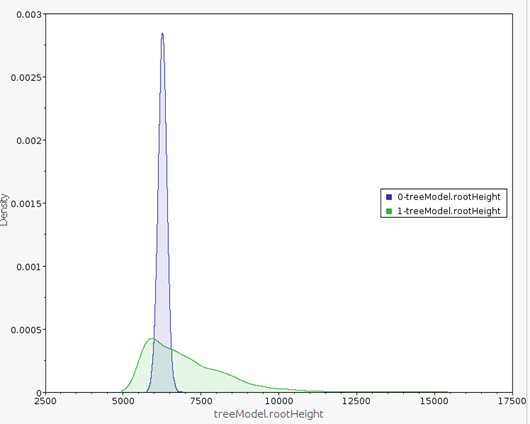 0.003
0.0025
0.002
0.0015
0.001
0.0005
0
Density
0-treeModel.rootHeight
1-treeModel.rootHeight
2500 5000 7500 10000 12500 15000 17500
treeModel.rootHeight